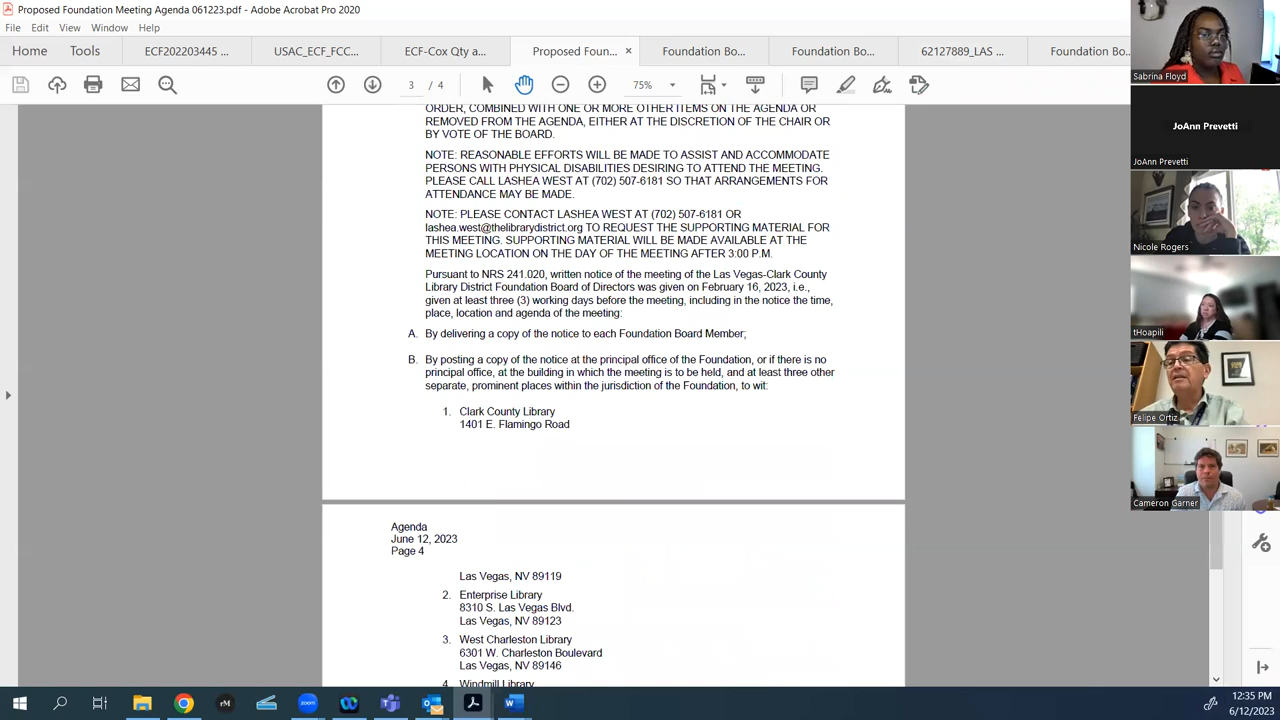 Proposed Foundation Meeting Agenda 061223.pdf - Adobe Acrobat Pro 2020
File Edit View Window Help
Home Tools ECF202203445 ... USAC_ECF_FCC... ECF-Cox Qty a... Proposed Foun... × Foundation Bo... Foundation Bo... 62127889_LAS ... Foundation Bo
3 / 4 75%
ORDER, COMBINED WITH ONE OR MORE OTHER ITEMS ON THE AGENDA OR
REMOVED FROM THE AGENDA, EITHER AT THE DISCRETION OF THE CHAIR OR
BY VOTE OF THE BOARD.
NOTE: REASONABLE EFFORTS WILL BE MADE TO ASSIST AND ACCOMMODATE
PERSONS WITH PHYSICAL DISABILITIES DESIRING TO ATTEND THE MEETING.
PLEASE CALL LASHEA WEST AT (702) 507-6181 SO THAT ARRANGEMENTS FOR
ATTENDANCE MAY BE MADE.
NOTE: PLEASE CONTACT LASHEA WEST AT (702) 507-6181 OR
lashea.west@thelibrarydistrict.org TO REQUEST THE SUPPORTING MATERIAL FOR
THIS MEETING. SUPPORTING MATERIAL WILL BE MADE AVAILABLE AT THE
MEETING LOCATION ON THE DAY OF THE MEETING AFTER 3:00 P.M.
Pursuant to NRS 241.020, written notice of the meeting of the Las Vegas-Clark County
Library District Foundation Board of Directors was given on February 16, 2023, i.e.,
given at least three (3) working days before the meeting, including in the notice the time,
place, location and agenda of the meeting:
A. By delivering a copy of the notice to each Foundation Board Member;
B. By posting a copy of the notice at the principal office of the Foundation, or if there is no
principal office, at the building in which the meeting is to be held, and at least three other
separate, prominent places within the jurisdiction of the Foundation, to wit:
1. Clark County Library
1401 E. Flamingo Road
Agenda
June 12, 2023
Page 4
Las Vegas, NV 89119
2. Enterprise Library
8310 S. Las Vegas Blvd.
Las Vegas, NV 89123
3. West Charleston Library
6301 W. Charleston Boulevard
Las Vegas, NV 89146
4. Windmill Library
Sabrina Floyd
JoAnn Prevetti
JoAnn Prevetti
Nicole Rogers
tHoapili
Felipe Ortiz
Cameron Garner
rM
zoom
12:35 PM
6/12/2023